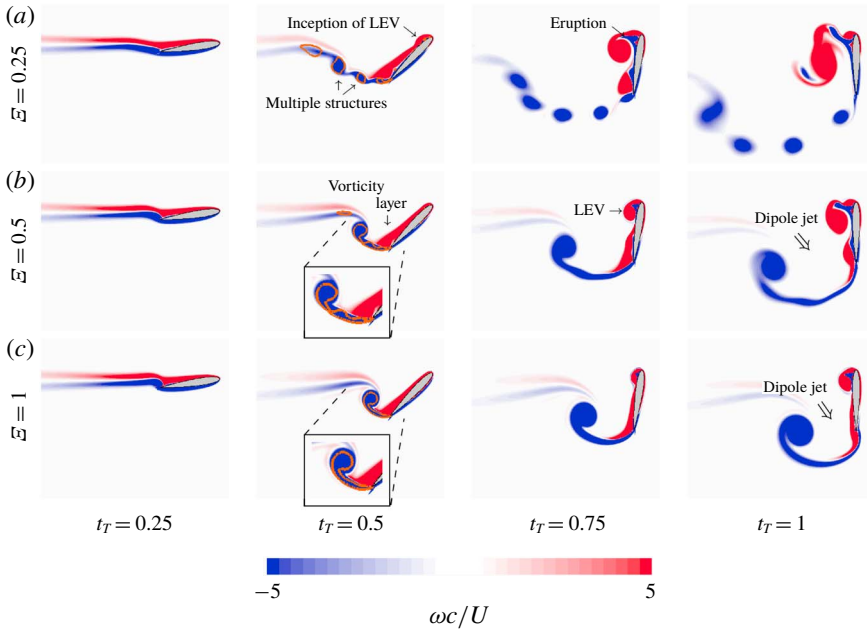 (a)
Inception of LEV
Eruption
Ξ = 0.25
Multiple structures
(b)
Vorticity
layer
LEV
Dipole jet
Ξ = 0.5
(c)
Dipole jet
Ξ = 1
t_T = 0.25
t_T = 0.5
t_T = 0.75
t_T = 1
−5
5
ωc/U